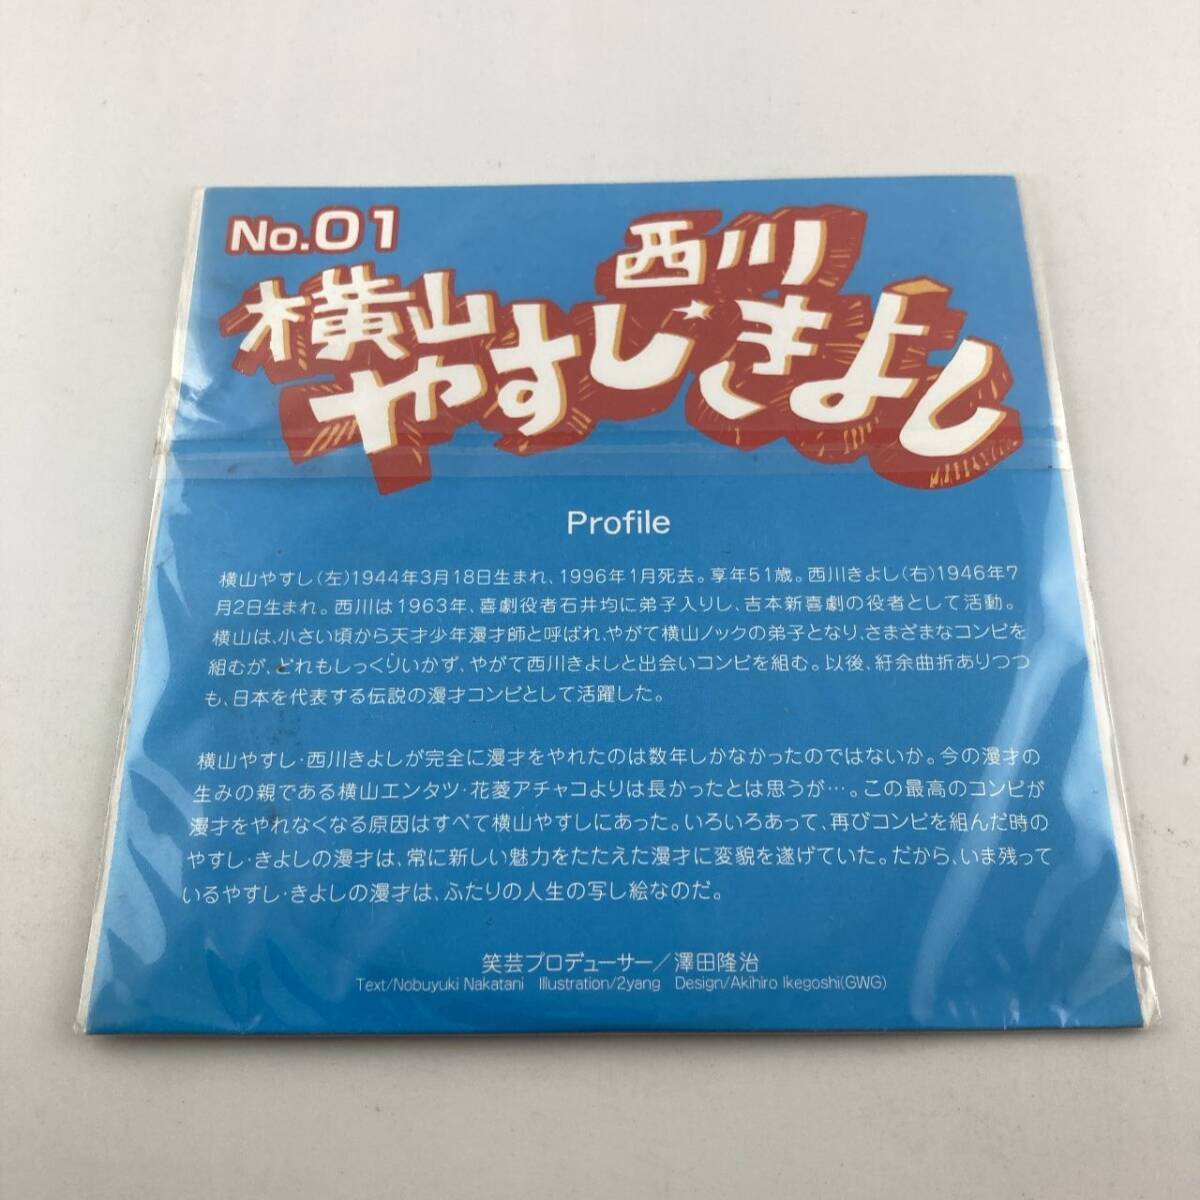 No.01
横山 西川
やすし・きよし
Profile
横山やすし(左)1944年3月18日生まれ、1996年1月死去。享年51歳。西川きよし(右)1946年7
月2日生まれ。西川は1963年、喜劇役者石井均に弟子入りし、吉本新喜劇の役者として活動。
横山は、小さい頃から天才少年漫才師と呼ばれ、やがて横山ノックの弟子となり、さまざまなコンビを
組むが、どれもしっくりいかず、やがて西川きよしと出会いコンビを組む。以後、紆余曲折ありつつ
も、日本を代表する伝説の漫才コンビとして活躍した。
横山やすし・西川きよしが完全に漫才をやれたのは数年しかなかったのではないか。今の漫才の
生みの親である横山エンタツ・花菱アチャコよりは長かったとは思うが…。この最高のコンビが
漫才をやれなくなる原因はすべて横山やすしにあった。いろいろあって、再びコンビを組んだ時の
やすし・きよしの漫才は、常に新しい魅力をたたえた漫才に変貌を遂げていた。だから、いま残って
いるやすし・きよしの漫才は、ふたりの人生の写し絵なのだ。
笑芸プロデューサー/澤田隆治
Text/Nobuyuki Nakatani Illustration/2yang Design/Akihiro Ikegoshi(GWG)